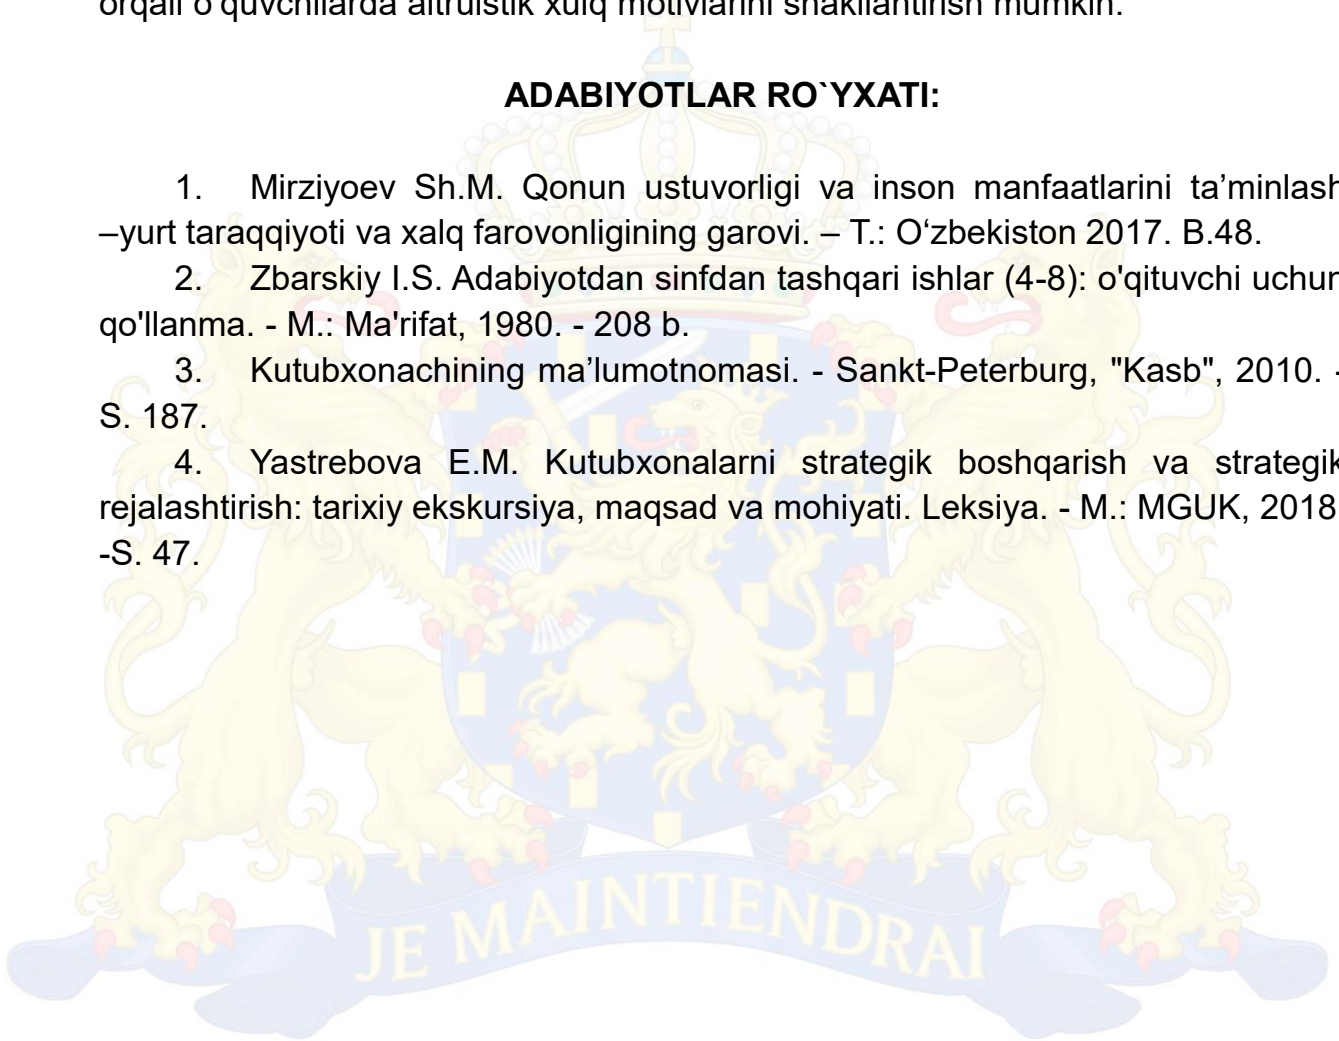 orqali o'quvchilarda altruistik xulq motivlarini shakllantirish mumkin.
ADABIYOTLAR RO`YXATI:
1. Mirziyoev Sh.M. Qonun ustuvorligi va inson manfaatlarini ta’minlash
–yurt taraqqiyoti va xalq farovonligining garovi. – T.: O‘zbekiston 2017. B.48.
2. Zbarskiy I.S. Adabiyotdan sinfdan tashqari ishlar (4-8): o'qituvchi uchun
qo'llanma. - M.: Ma'rifat, 1980. - 208 b.
3. Kutubxonachining ma’lumotnomasi. - Sankt-Peterburg, "Kasb", 2010. -
S. 187.
4. Yastrebova E.M. Kutubxonalarni strategik boshqarish va strategik
rejalashtirish: tarixiy ekskursiya, maqsad va mohiyati. Leksiya. - M.: MGUK, 2018
-S. 47.
JE MAINTIENDRAI